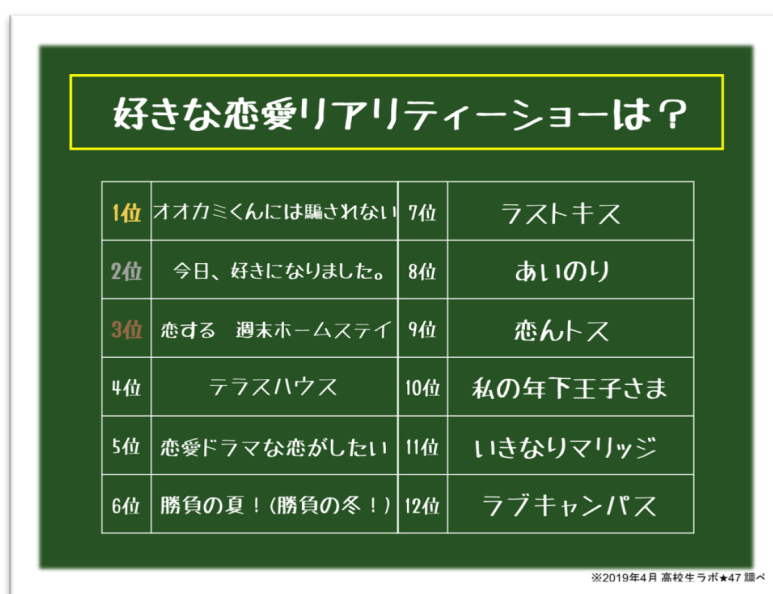 好きな恋愛リアリティーショーは？
1位 オオカミくんには騙されない 7位 ラストキス
2位 今日、好きになりました。 8位 あいのり
3位 恋する　週末ホームステイ 9位 恋んトス
4位 テラスハウス 10位 私の年下王子さま
5位 恋愛ドラマな恋がしたい 11位 いきなりマリッジ
6位 勝負の夏！(勝負の冬！) 12位 ラブキャンパス
※2019年4月 高校生ラボ★47 調べ